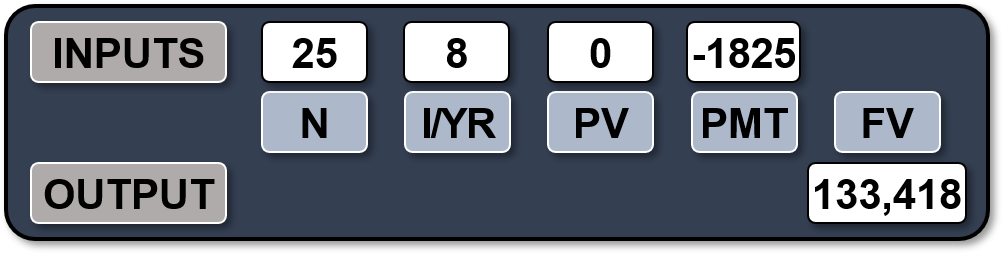 INPUTS 25 8 0 -1825
N I/YR PV PMT FV
OUTPUT 133,418